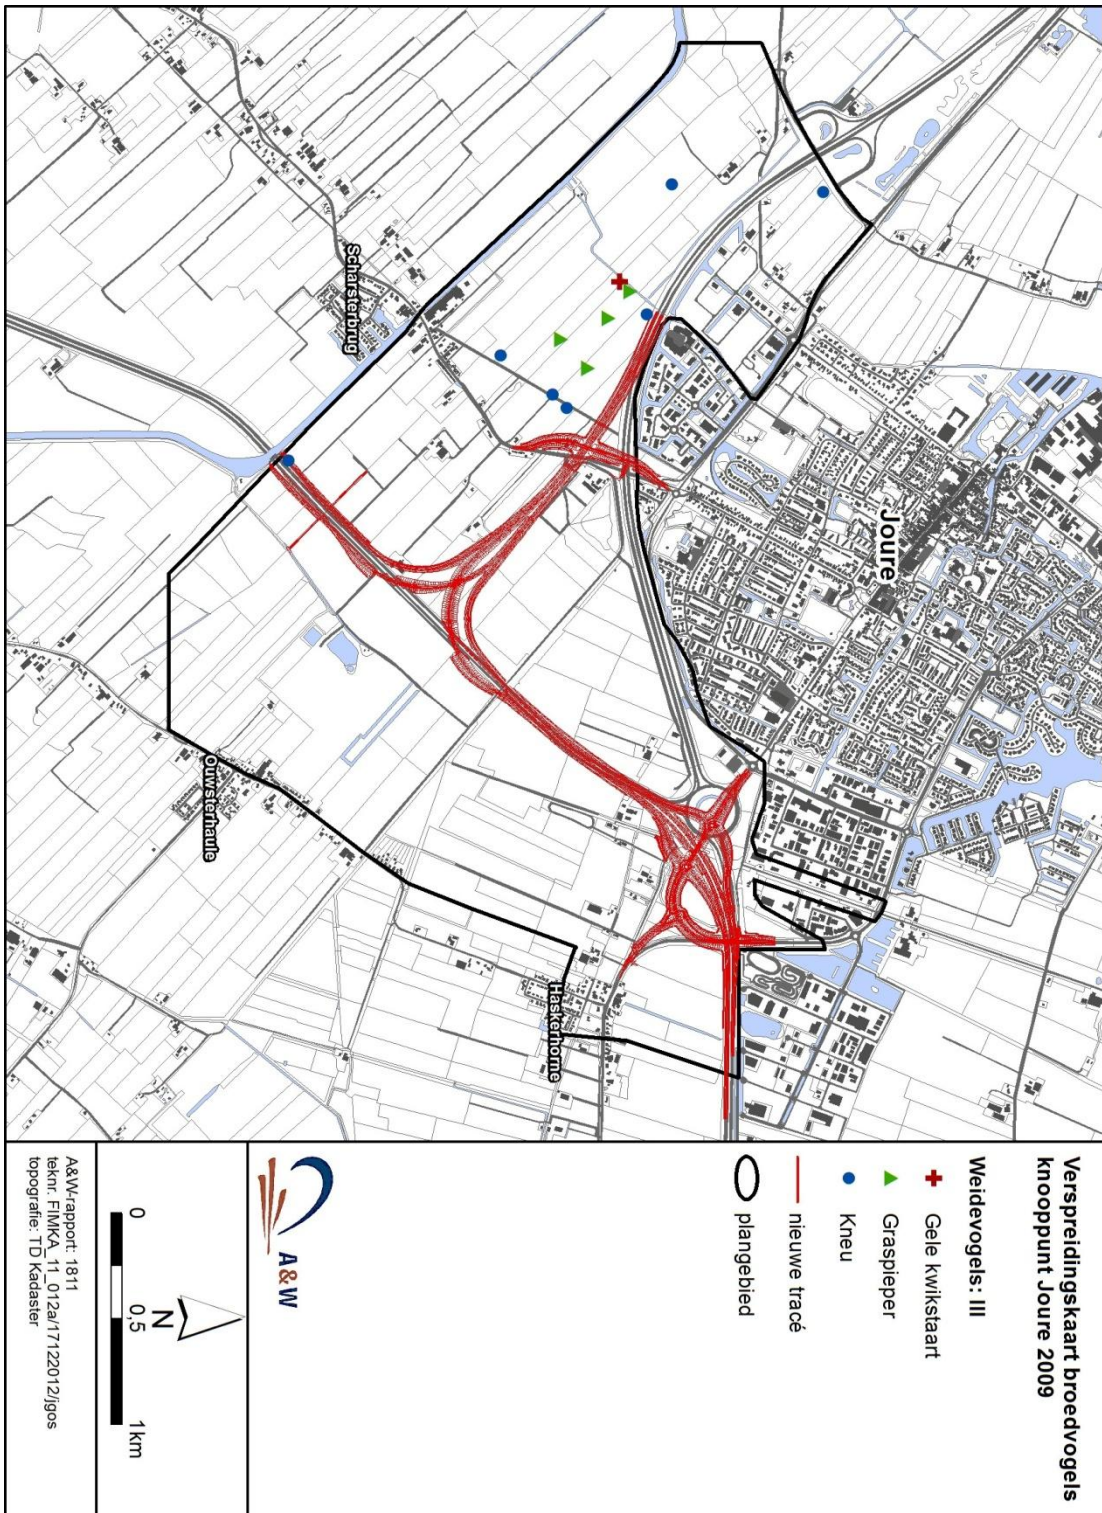 Verspreidingskaart broedvogels
knooppunt Joure 2009
Weidevogels: III
Gele kwikstaart
Graspieper
Kneu
nieuwe tracé
plangebied
A&W
N
0
0,5
1km
A&W-rapport: 1811
teknr. FIMKA_11_012a/17122012/jgos
topografie: TD Kadaster
Joure
Scharsterbrug
Ouwsterhaule
Haskerhorne